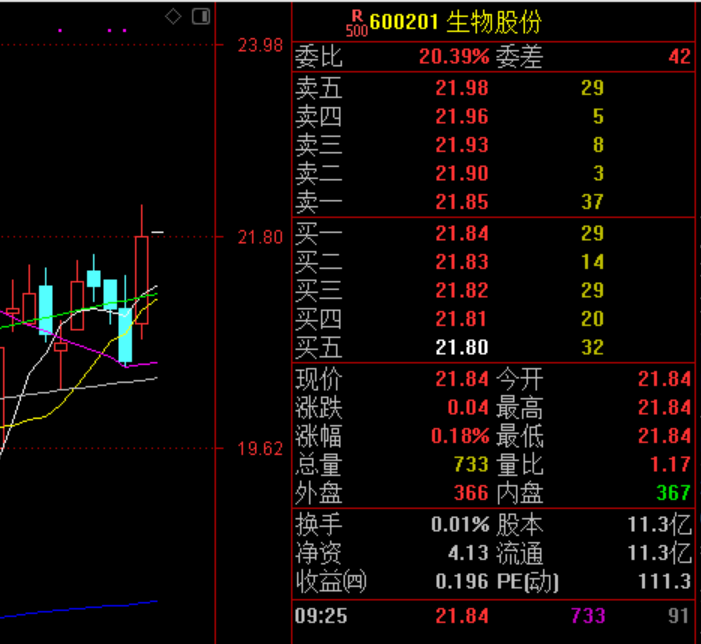 R
500 600201 生物股份
23.98
委比 20.39% 委差 42
卖五 21.98 29
卖四 21.96 5
卖三 21.93 8
卖二 21.90 3
卖一 21.85 37
21.80
买一 21.84 29
买二 21.83 14
买三 21.82 29
买四 21.81 20
买五 21.80 32
现价 21.84 今开 21.84
涨跌 0.04 最高 21.84
涨幅 0.18% 最低 21.84
19.62
总量 733 量比 1.17
外盘 366 内盘 367
换手 0.01% 股本 11.3亿
净资 4.13 流通 11.3亿
收益㈣ 0.196 PE(动) 111.3
09:25 21.84 733 91